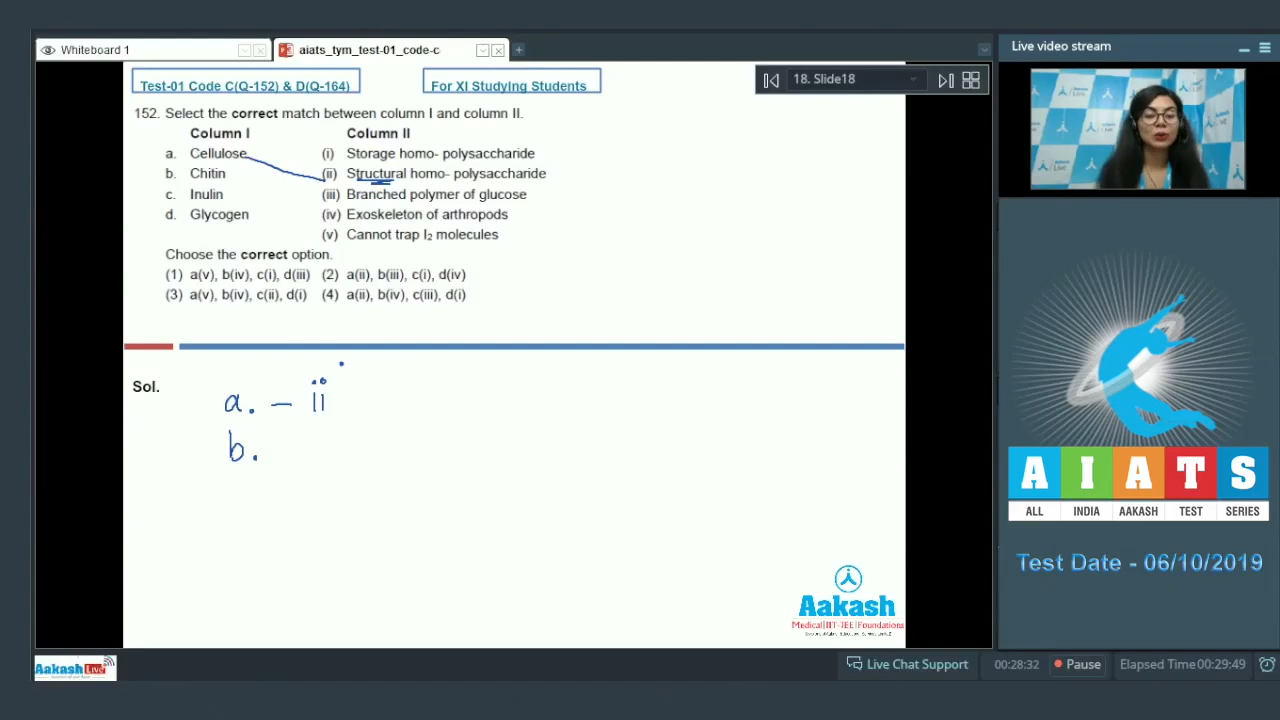 Whiteboard 1
aiats_tym_test-01_code-c
Live video stream
Test-01 Code C(Q-152) & D(Q-164)
For XI Studying Students
18. Slide18
152. Select the correct match between column I and column II.
Column I Column II
a. Cellulose (i) Storage homo- polysaccharide
b. Chitin (ii) Structural homo- polysaccharide
c. Inulin (iii) Branched polymer of glucose
d. Glycogen (iv) Exoskeleton of arthropods
(v) Cannot trap I₂ molecules
Choose the correct option.
(1) a(v), b(iv), c(i), d(iii) (2) a(ii), b(iii), c(i), d(iv)
(3) a(v), b(iv), c(ii), d(i) (4) a(ii), b(iv), c(iii), d(i)
Sol.
a. – ii
b.
AIATS
ALL INDIA AAKASH TEST SERIES
Test Date - 06/10/2019
Aakash
Medical|IIT-JEE|Foundations
Aakash Live
Live Chat Support
00:28:32
Pause
Elapsed Time 00:29:49